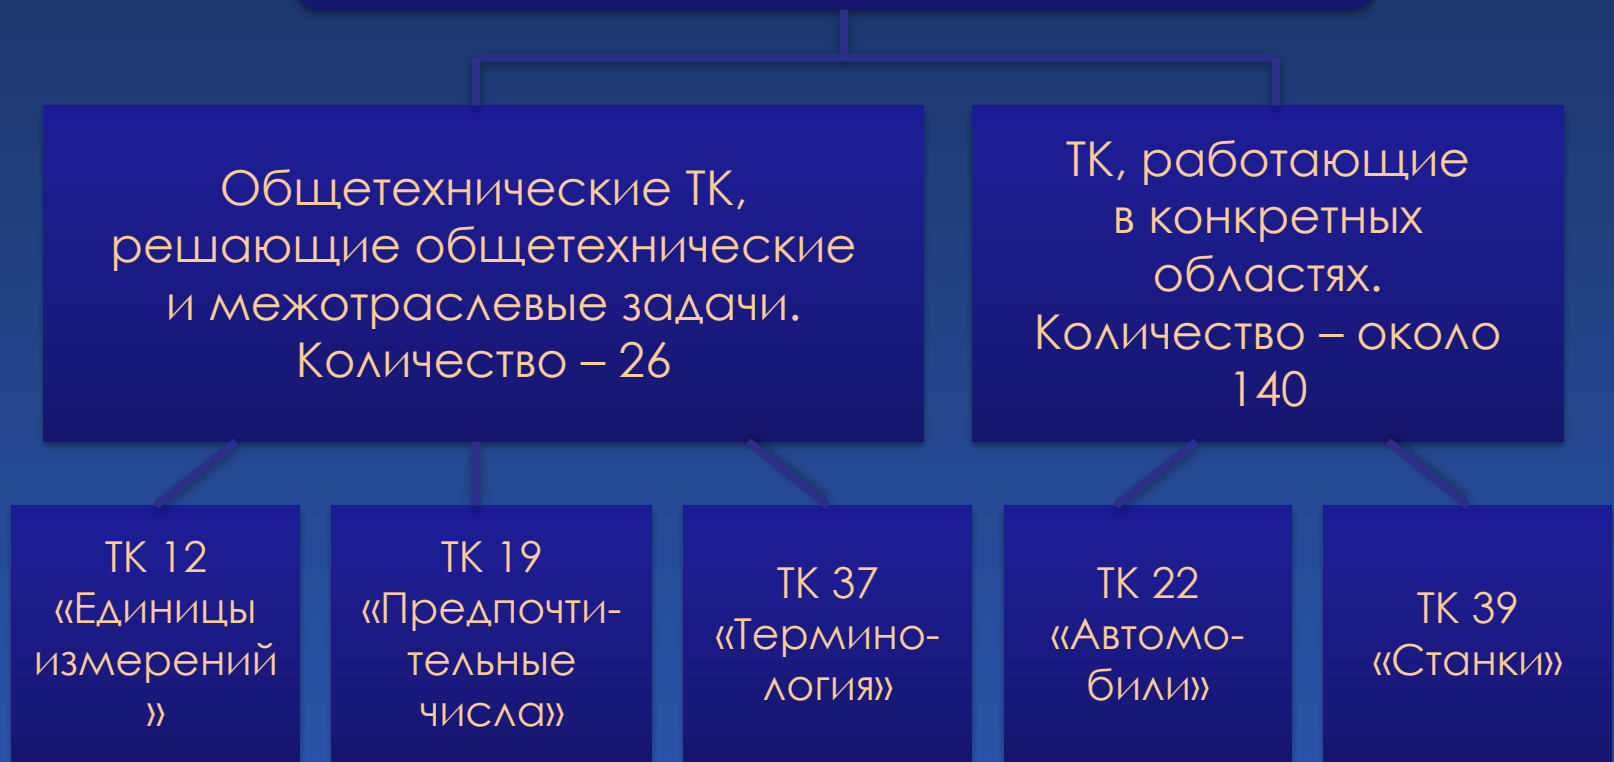 Общетехнические ТК,
решающие общетехнические
и межотраслевые задачи.
Количество – 26
ТК, работающие
в конкретных
областях.
Количество – около
140
ТК 12
«Единицы
измерений
»
ТК 19
«Предпочти-
тельные
числа»
ТК 37
«Термино-
логия»
ТК 22
«Автомо-
били»
ТК 39
«Станки»